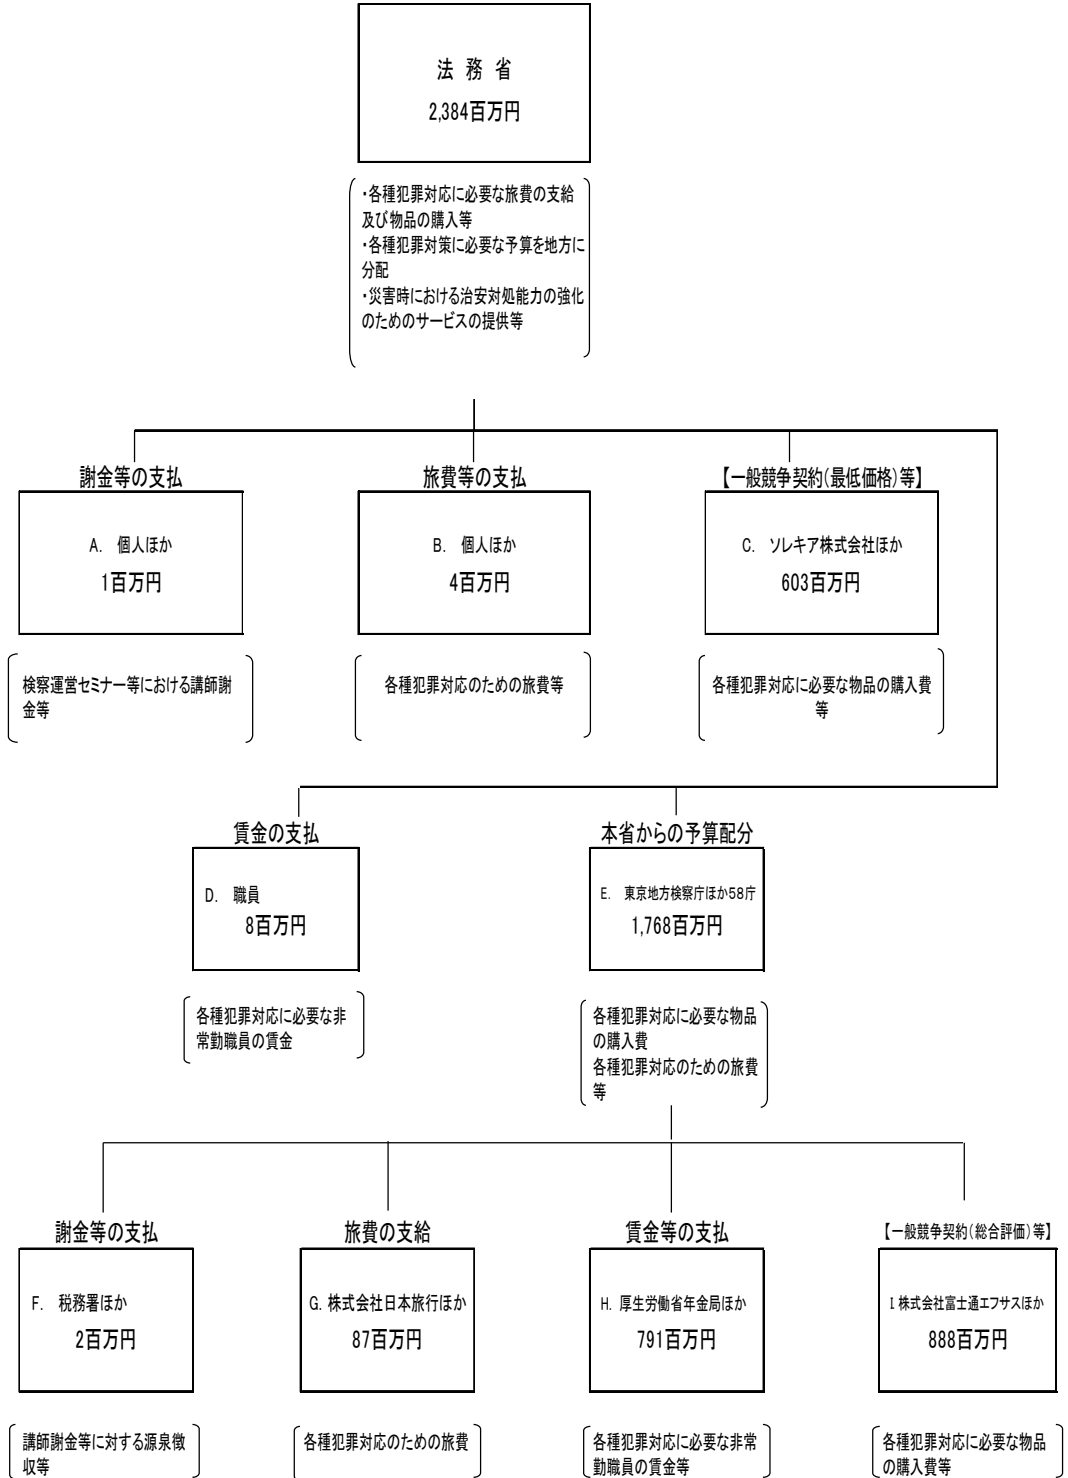 法 務 省
2,384百万円
・各種犯罪対応に必要な旅費の支給
及び物品の購入等
・各種犯罪対策に必要な予算を地方に
分配
・災害時における治安対処能力の強化
のためのサービスの提供等
謝金等の支払
旅費等の支払
【一般競争契約(最低価格)等】
A. 個人ほか
1百万円
B. 個人ほか
4百万円
C. ソレキア株式会社ほか
603百万円
検察運営セミナー等における講師謝
金等
各種犯罪対応のための旅費等
各種犯罪対応に必要な物品の購入費
等
賃金の支払
本省からの予算配分
D. 職員
8百万円
E. 東京地方検察庁ほか58庁
1,768百万円
各種犯罪対応に必要な非
常勤職員の賃金
各種犯罪対応に必要な物品
の購入費
各種犯罪対応のための旅費
等
謝金等の支払
旅費の支給
賃金等の支払
【一般競争契約(総合評価)等】
F. 税務署ほか
2百万円
G. 株式会社日本旅行ほか
87百万円
H. 厚生労働省年金局ほか
791百万円
I 株式会社富士通エフサスほか
888百万円
講師謝金等に対する源泉徴
収等
各種犯罪対応のための旅費
各種犯罪対応に必要な非常
勤職員の賃金等
各種犯罪対応に必要な物品
の購入費等